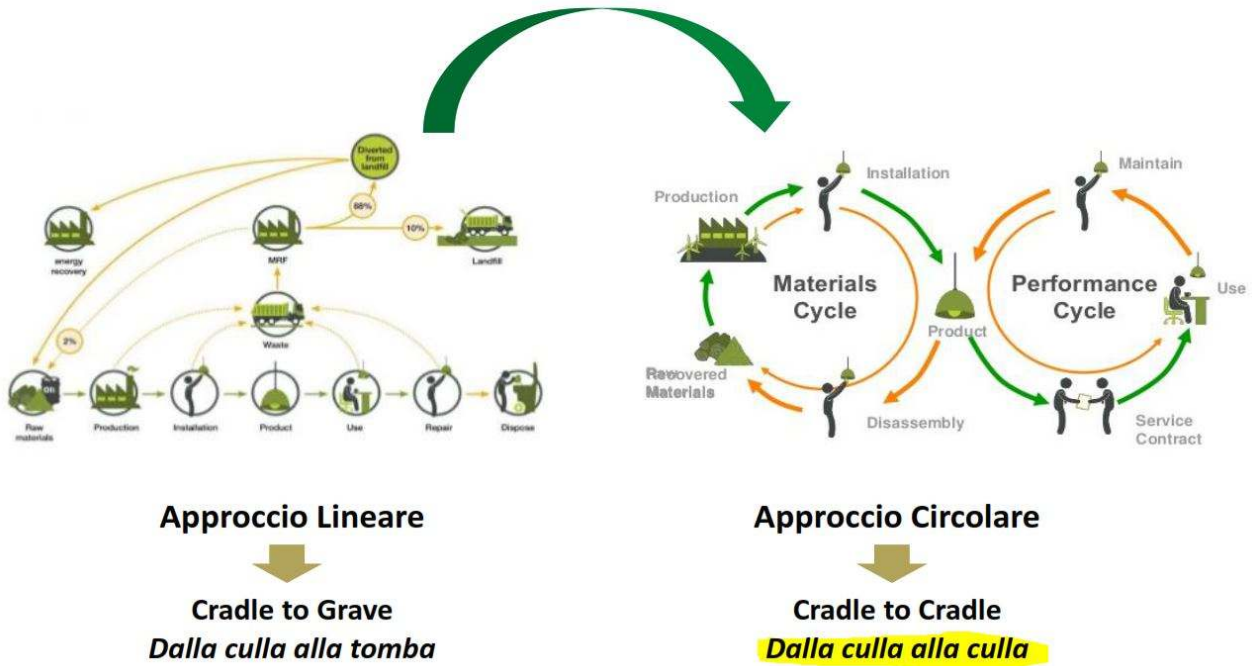 Diverted
from
landfill
88%
10%
energy
recovery
MRF
Landfill
2%
Waste
Oil
Raw
materials
Production
Installation
Product
Use
Repair
Dispose
Installation
Maintain
Production
Materials
Cycle
Performance
Cycle
Use
Product
Recovered
Materials
Disassembly
Service
Contract
Approccio Lineare
Approccio Circolare
Cradle to Grave
Dalla culla alla tomba
Cradle to Cradle
Dalla culla alla culla